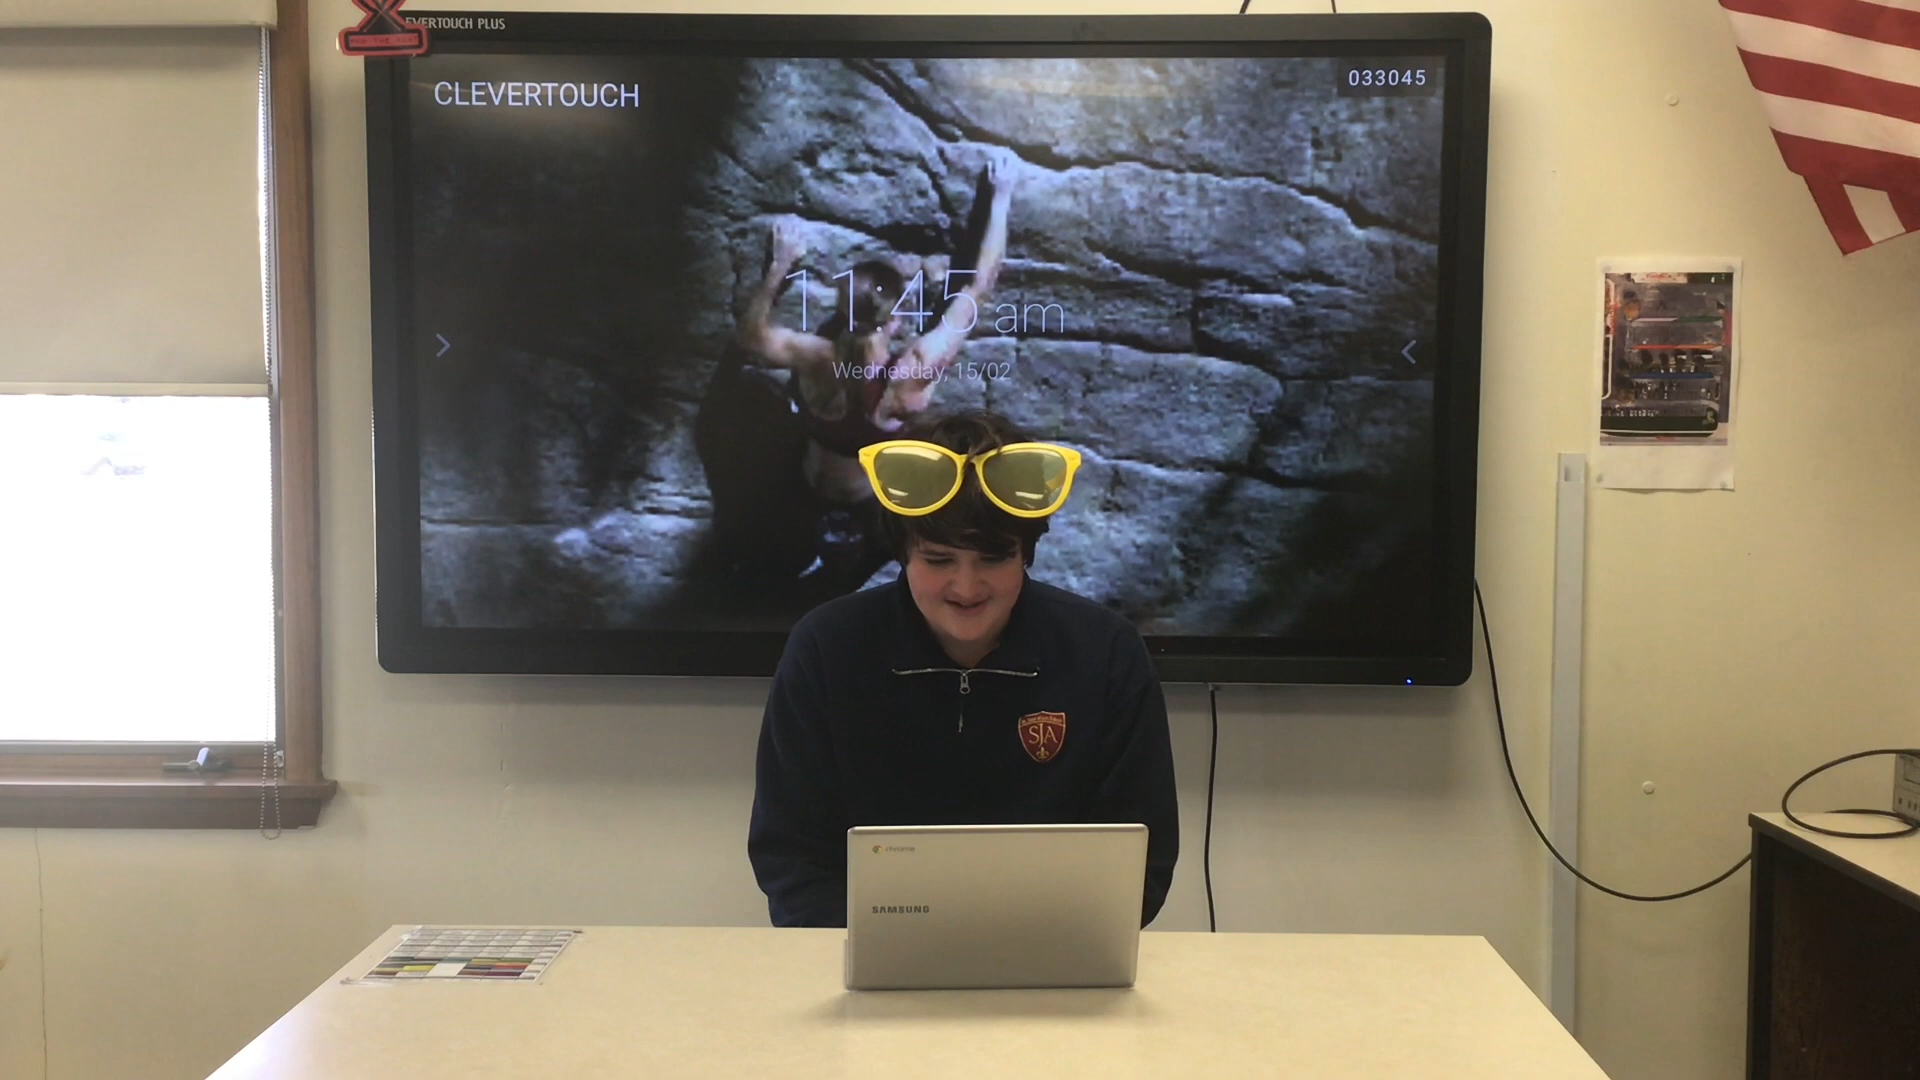 EVERTOUCH PLUS
CLEVERTOUCH
033045
11:45 am
Wednesday, 15/02
SJA
chrome
SAMSUNG